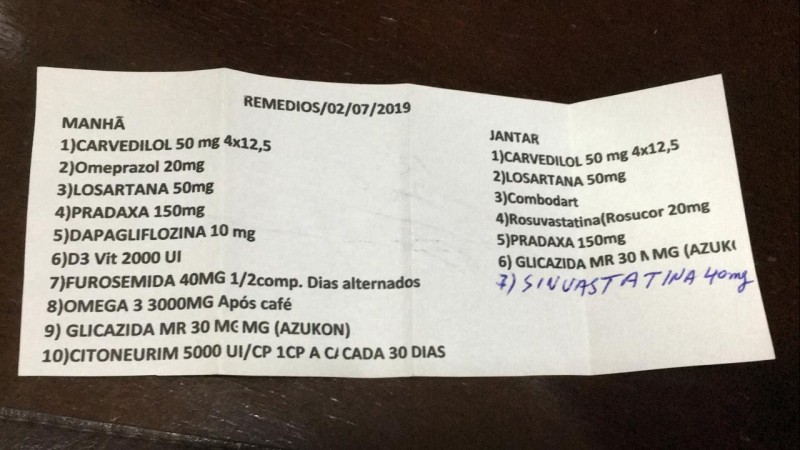 REMEDIOS/02/07/2019
MANHÃ
1)CARVEDILOL 50 mg 4x12,5
2)Omeprazol 20mg
3)LOSARTANA 50mg
4)PRADAXA 150mg
5)DAPAGLIFLOZINA 10 mg
6)D3 Vit 2000 UI
7)FUROSEMIDA 40MG 1/2comp. Dias alternados
8)OMEGA 3 3000MG Após café
9) GLICAZIDA MR 30 MG MG (AZUKON)
10)CITONEURIM 5000 UI/CP 1CP A C/ CADA 30 DIAS
JANTAR
1)CARVEDILOL 50 mg 4x12,5
2)LOSARTANA 50mg
3)Combodart
4)Rosuvastatina(Rosucor 20mg
5)PRADAXA 150mg
6) GLICAZIDA MR 30 M MG (AZUK
7) SINVASTATINA 40mg